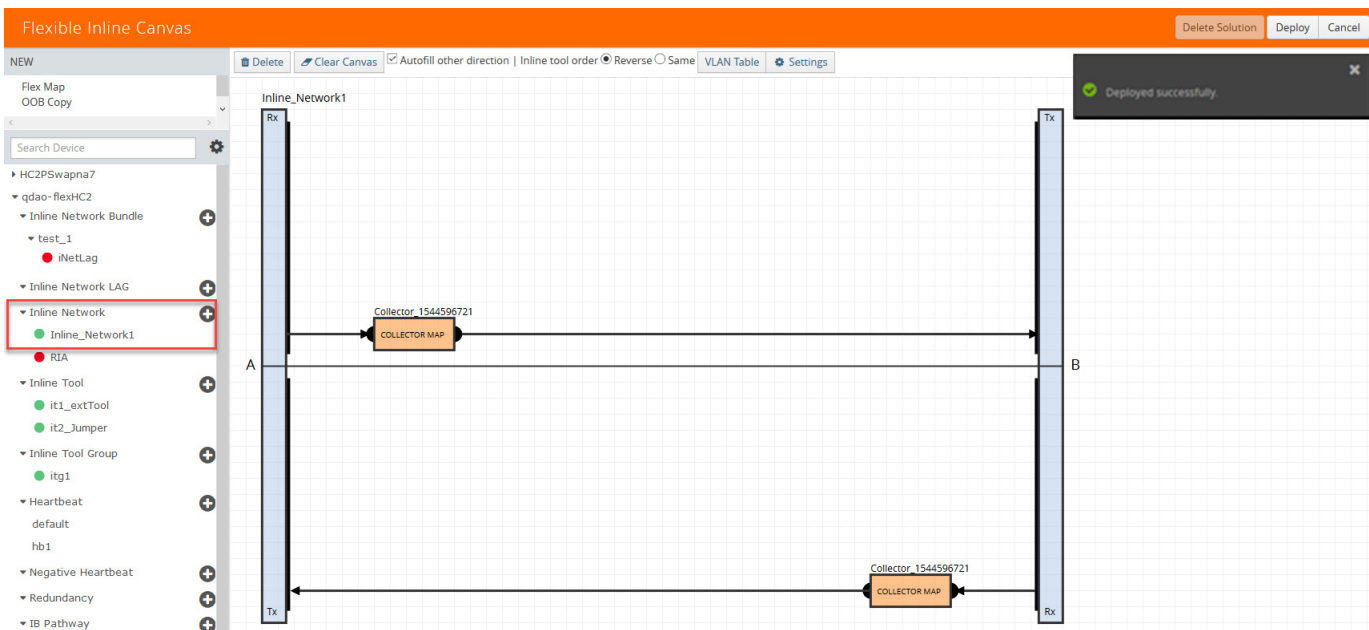 Flexible Inline Canvas
Delete Solution
Deploy
Cancel
NEW
Flex Map
OOB Copy
Search Device
HC2PSwapna7
qdao-flexHC2
Inline Network Bundle
test_1
iNetLag
Inline Network LAG
Inline Network
Inline_Network1
RIA
Inline Tool
it1_extTool
it2_Jumper
Inline Tool Group
itg1
Heartbeat
default
hb1
Negative Heartbeat
Redundancy
IB Pathway
Delete
Clear Canvas
Autofill other direction | Inline tool order Reverse Same
VLAN Table
Settings
Deployed successfully.
Inline_Network1
Rx
Tx
Collector_1544596721
COLLECTOR MAP
A
B
Collector_1544596721
COLLECTOR MAP
Tx
Rx